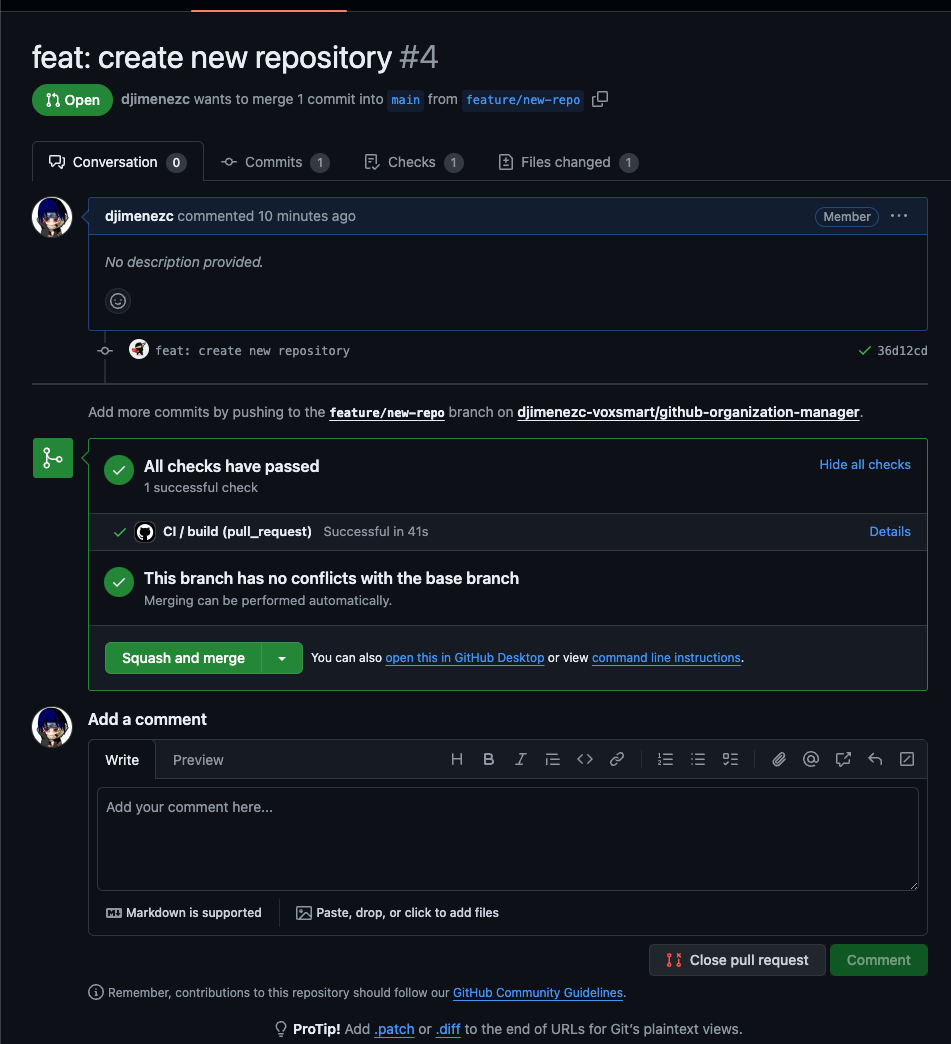 feat: create new repository #4
Open djimenezc wants to merge 1 commit into main from feature/new-repo
Conversation 0 Commits 1 Checks 1 Files changed 1
djimenezc commented 10 minutes ago Member
No description provided.
feat: create new repository 36d12cd
Add more commits by pushing to the feature/new-repo branch on djimenezc-voxsmart/github-organization-manager.
All checks have passed Hide all checks
1 successful check
CI / build (pull_request) Successful in 41s Details
This branch has no conflicts with the base branch
Merging can be performed automatically.
Squash and merge You can also open this in GitHub Desktop or view command line instructions.
Add a comment
Write Preview
Add your comment here...
Markdown is supported Paste, drop, or click to add files
Close pull request Comment
Remember, contributions to this repository should follow our GitHub Community Guidelines.
ProTip! Add .patch or .diff to the end of URLs for Git's plaintext views.